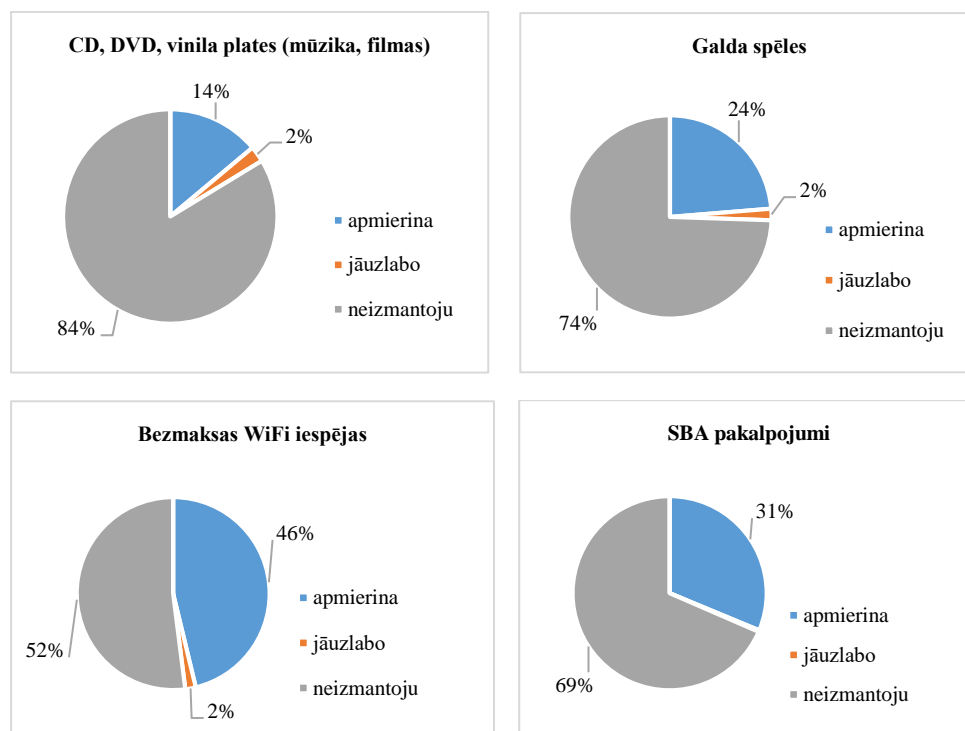 CD, DVD, vinila plates (mūzika, filmas)
14%
2%
84%
apmierina
jāuzlabo
neizmantoju
Galda spēles
24%
2%
74%
apmierina
jāuzlabo
neizmantoju
Bezmaksas WiFi iespējas
46%
52%
2%
apmierina
jāuzlabo
neizmantoju
SBA pakalpojumi
31%
69%
apmierina
jāuzlabo
neizmantoju